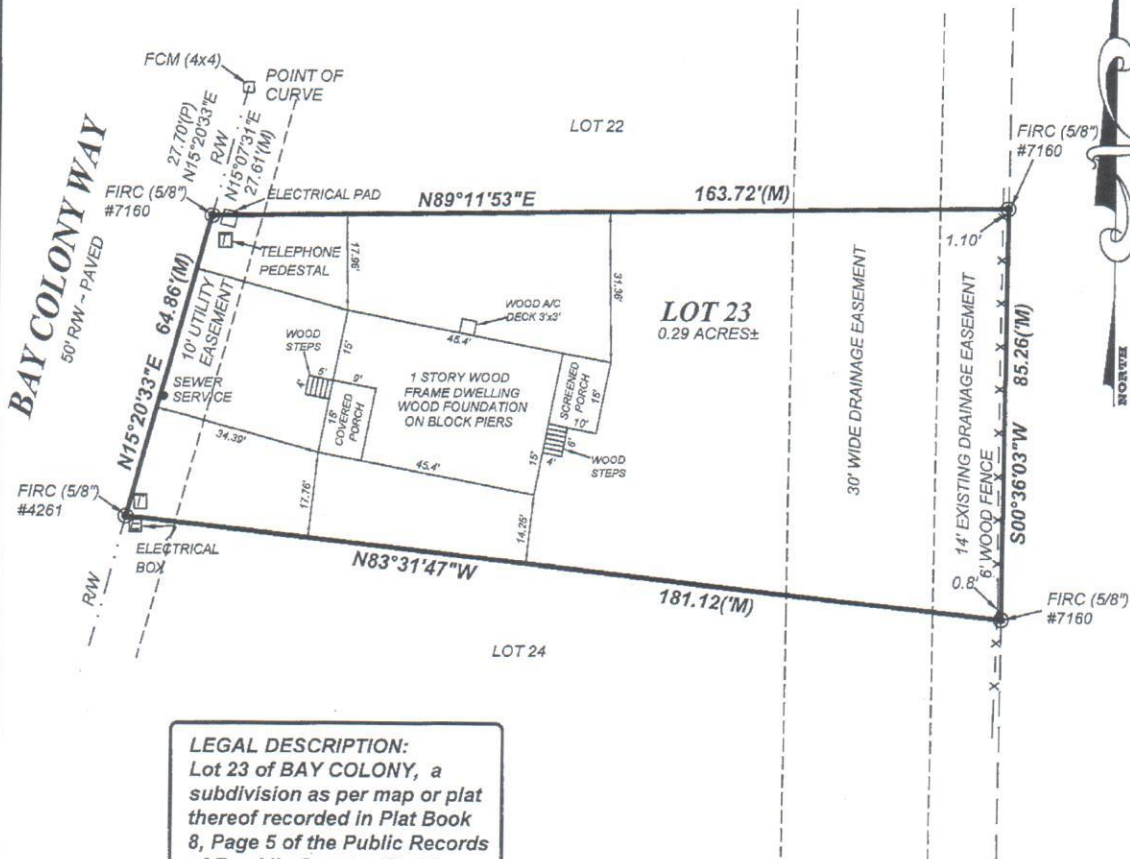 FCM (4x4)
POINT OF
CURVE
27.70'(P)
N15°20'33"E
R/W
N15°07'31"E
27.61'(M)
LOT 22
FIRC (5/8")
#7160
FIRC (5/8")
#7160
ELECTRICAL PAD
N89°11'53"E
163.72'(M)
BAY COLONY WAY
50' R/W ~ PAVED
TELEPHONE
PEDESTAL
17.96'
31.36'
1.10'
64.86'(M)
N15°20'33"E
10' UTILITY
EASEMENT
WOOD A/C
DECK 3'x3'
LOT 23
0.29 ACRES±
30' WIDE DRAINAGE EASEMENT
14' EXISTING DRAINAGE EASEMENT
6' WOOD FENCE
85.26('M)
S00°36'03"W
NORTH
WOOD
STEPS
15'
45.4'
5'
4'
9'
1 STORY WOOD
FRAME DWELLING
WOOD FOUNDATION
ON BLOCK PIERS
SCREENED
PORCH
15'
10'
SEWER
SERVICE
15'
COVERED
PORCH
6'
4'
15'
WOOD
STEPS
34.39'
45.4'
FIRC (5/8")
#4261
17.76'
14.25'
ELECTRICAL
BOX
N83°31'47"W
181.12('M)
0.8'
FIRC (5/8")
#7160
R/W
LOT 24
LEGAL DESCRIPTION:
Lot 23 of BAY COLONY, a
subdivision as per map or plat
thereof recorded in Plat Book
8, Page 5 of the Public Records